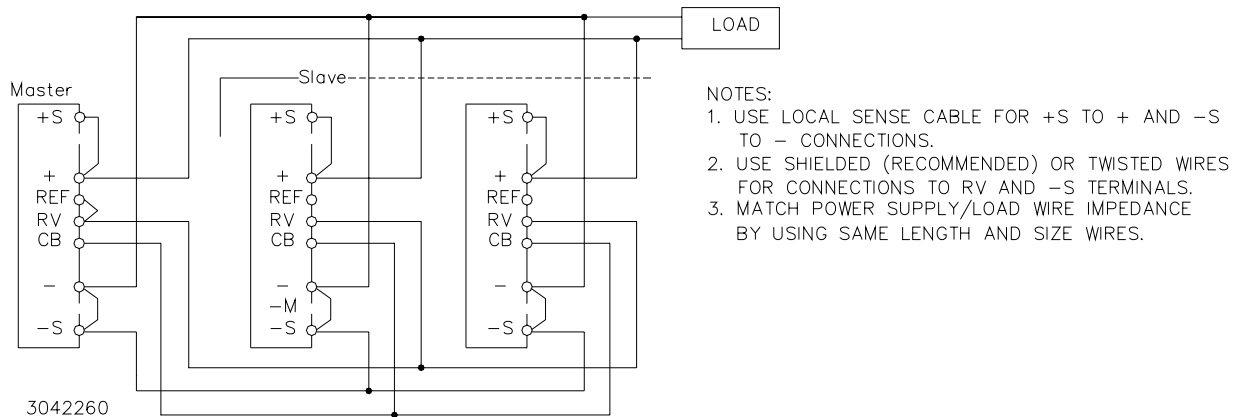 LOAD
Slave
Master
+S
+
REF
RV
CB
-
-S
+S
+
REF
RV
CB
-
-M
-S
+S
+
REF
RV
CB
-
-S
NOTES:
1. USE LOCAL SENSE CABLE FOR +S TO + AND -S
TO - CONNECTIONS.
2. USE SHIELDED (RECOMMENDED) OR TWISTED WIRES
FOR CONNECTIONS TO RV AND -S TERMINALS.
3. MATCH POWER SUPPLY/LOAD WIRE IMPEDANCE
BY USING SAME LENGTH AND SIZE WIRES.
3042260